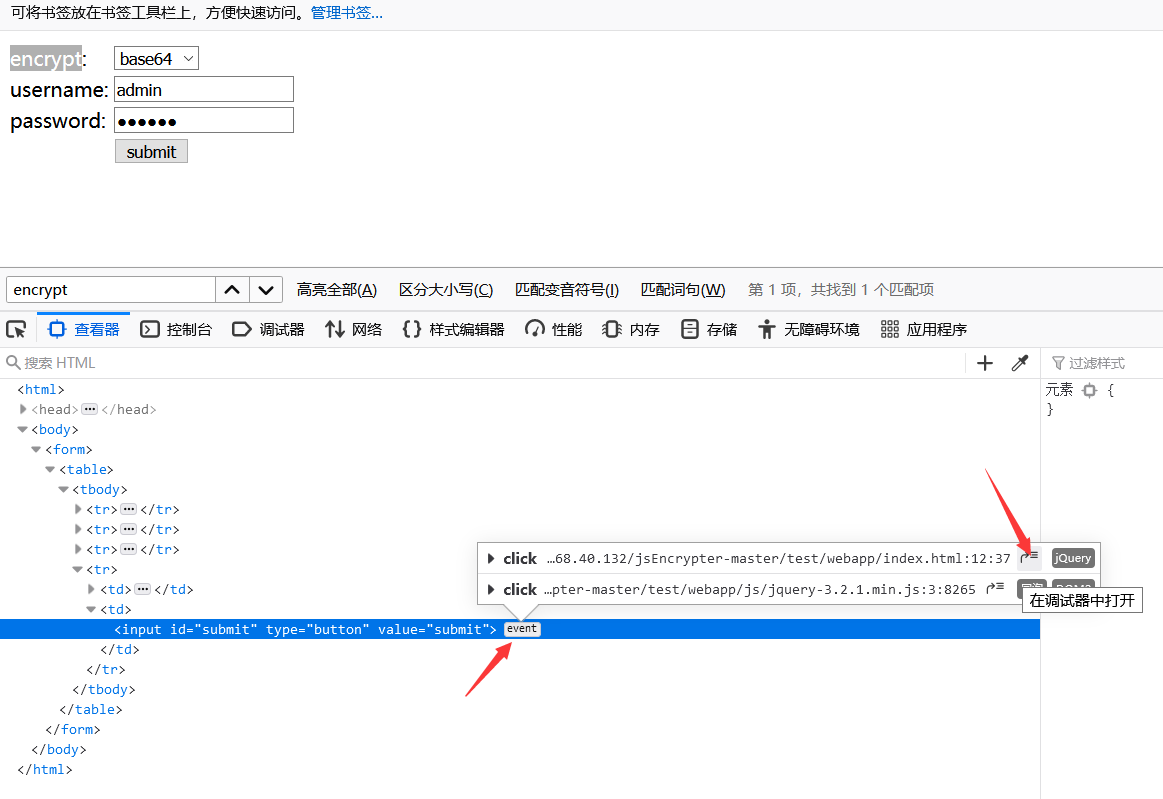 可将书签放在书签工具栏上，方便快速访问。管理书签...
encrypt: base64
username: admin
password: ●●●●●●
submit
encrypt 高亮全部(A) 区分大小写(C) 匹配变音符号(I) 匹配词句(W) 第 1 项，共找到 1 个匹配项
查看器 控制台 调试器 网络 样式编辑器 性能 内存 存储 无障碍环境 应用程序
搜索 HTML 过滤样式
<html> 元素 {
<head> ··· </head> }
<body>
<form>
<table>
<tbody>
<tr> ··· </tr>
<tr> ··· </tr>
<tr> ··· </tr>
click …68.40.132/jsEncrypter-master/test/webapp/index.html:12:37 jQuery
<tr>
<td> ··· </td>
click …pter-master/test/webapp/js/jquery-3.2.1.min.js:3:8265
在调试器中打开
<td>
<input id="submit" type="button" value="submit"> event
</td>
</tr>
</tbody>
</table>
</form>
</body>
</html>